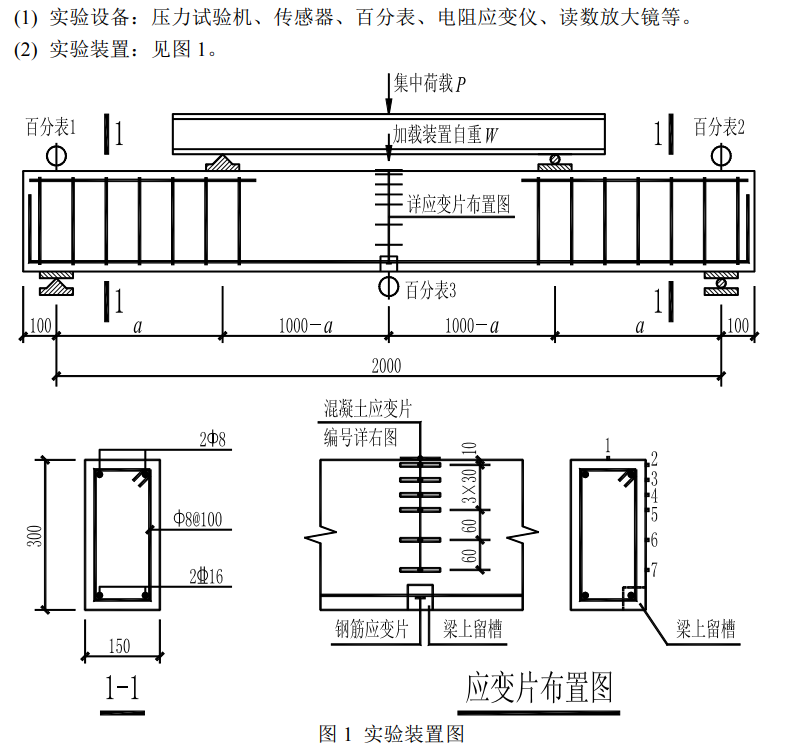 (1) 实验设备：压力试验机、传感器、百分表、电阻应变仪、读数放大镜等。
(2) 实验装置：见图 1。
集中荷载P
百分表1
1
1
百分表2
加载装置自重W
详应变片布置图
1
百分表3
1
100
a
1000-a
1000-a
a
100
2000
混凝土应变片
编号详右图
2ф8
10
1
2
3
4
5
6
7
3×30
60
60
300
ф8@100
2⏀16
钢筋应变片
梁上留槽
梁上留槽
150
1-1
应变片布置图
图 1 实验装置图